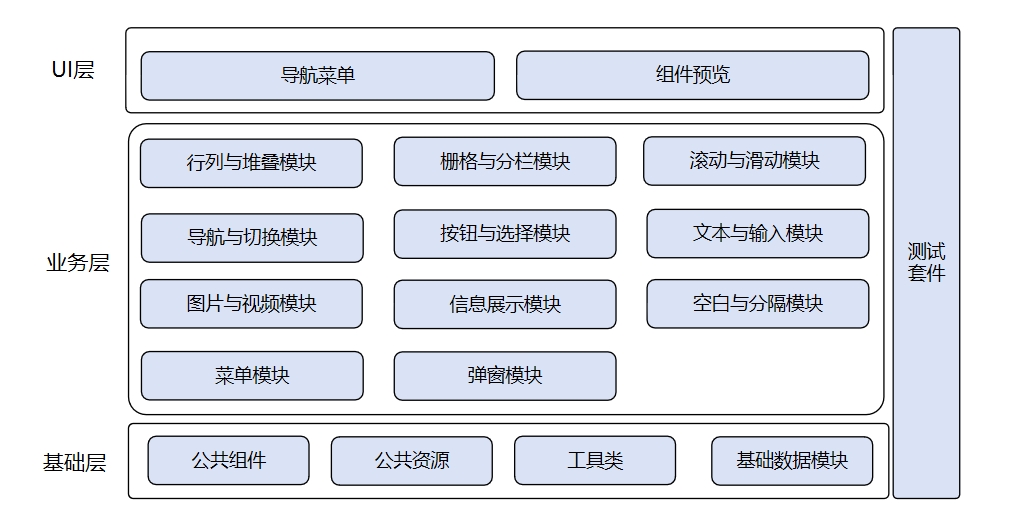 UI层
导航菜单
组件预览
业务层
行列与堆叠模块
栅格与分栏模块
滚动与滑动模块
导航与切换模块
按钮与选择模块
文本与输入模块
图片与视频模块
信息展示模块
空白与分隔模块
菜单模块
弹窗模块
基础层
公共组件
公共资源
工具类
基础数据模块
测试
套件